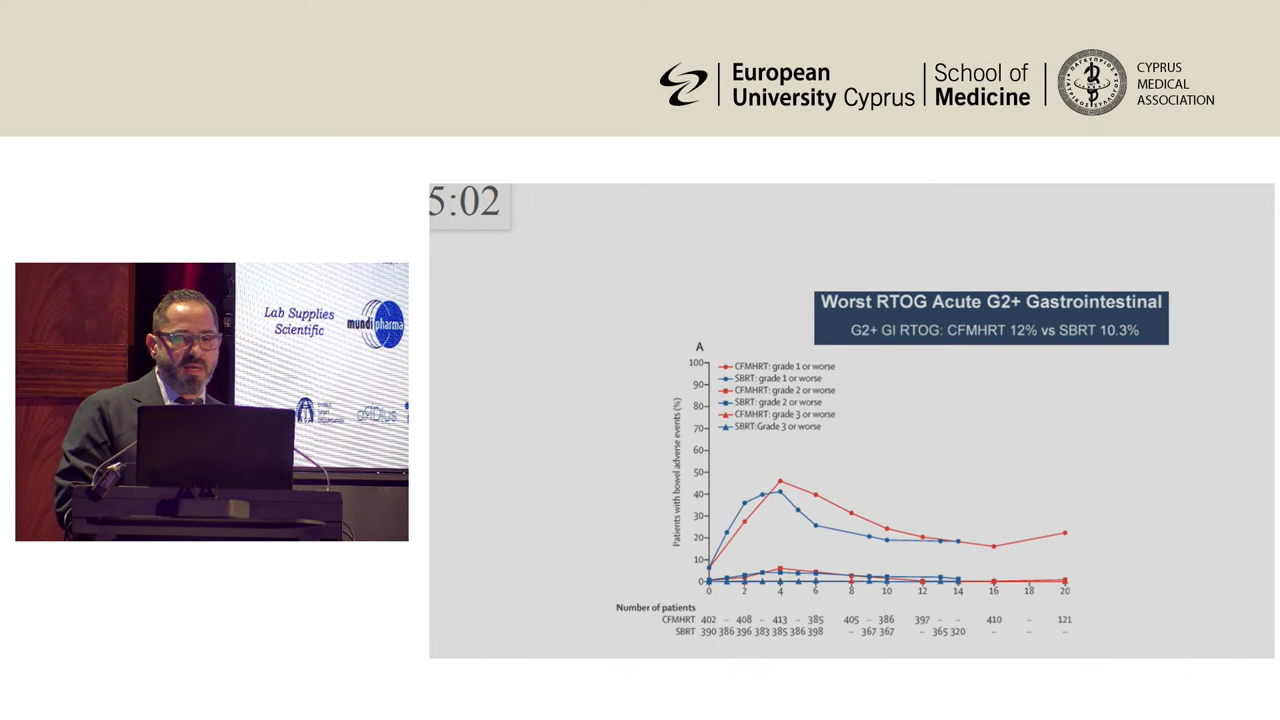 European
University Cyprus
School of
Medicine
ΠΑΓΚΥΠΡΙΟΣ
ΙΑΤΡΙΚΟΣ ΣΥΛΛΟΓΟΣ
CYPRUS
MEDICAL
ASSOCIATION
5:02
Lab Supplies
Scientific
mundipharma
Worst RTOG Acute G2+ Gastrointestinal
G2+ GI RTOG: CFMHRT 12% vs SBRT 10.3%
A
CFMHRT: grade 1 or worse
SBRT: grade 1 or worse
CFMHRT: grade 2 or worse
SBRT: grade 2 or worse
CFMHRT: grade 3 or worse
SBRT:Grade 3 or worse
Patients with bowel adverse events (%)
100
90
80
70
60
50
40
30
20
10
0
0 2 4 6 8 10 12 14 16 18 20
Number of patients
CFMHRT 402 .. 408 .. 413 .. 385 405 .. 386 397 .. .. 410 .. 121
SBRT 390 386 396 383 385 386 398 .. 367 367 .. 365 320 .. .. ..